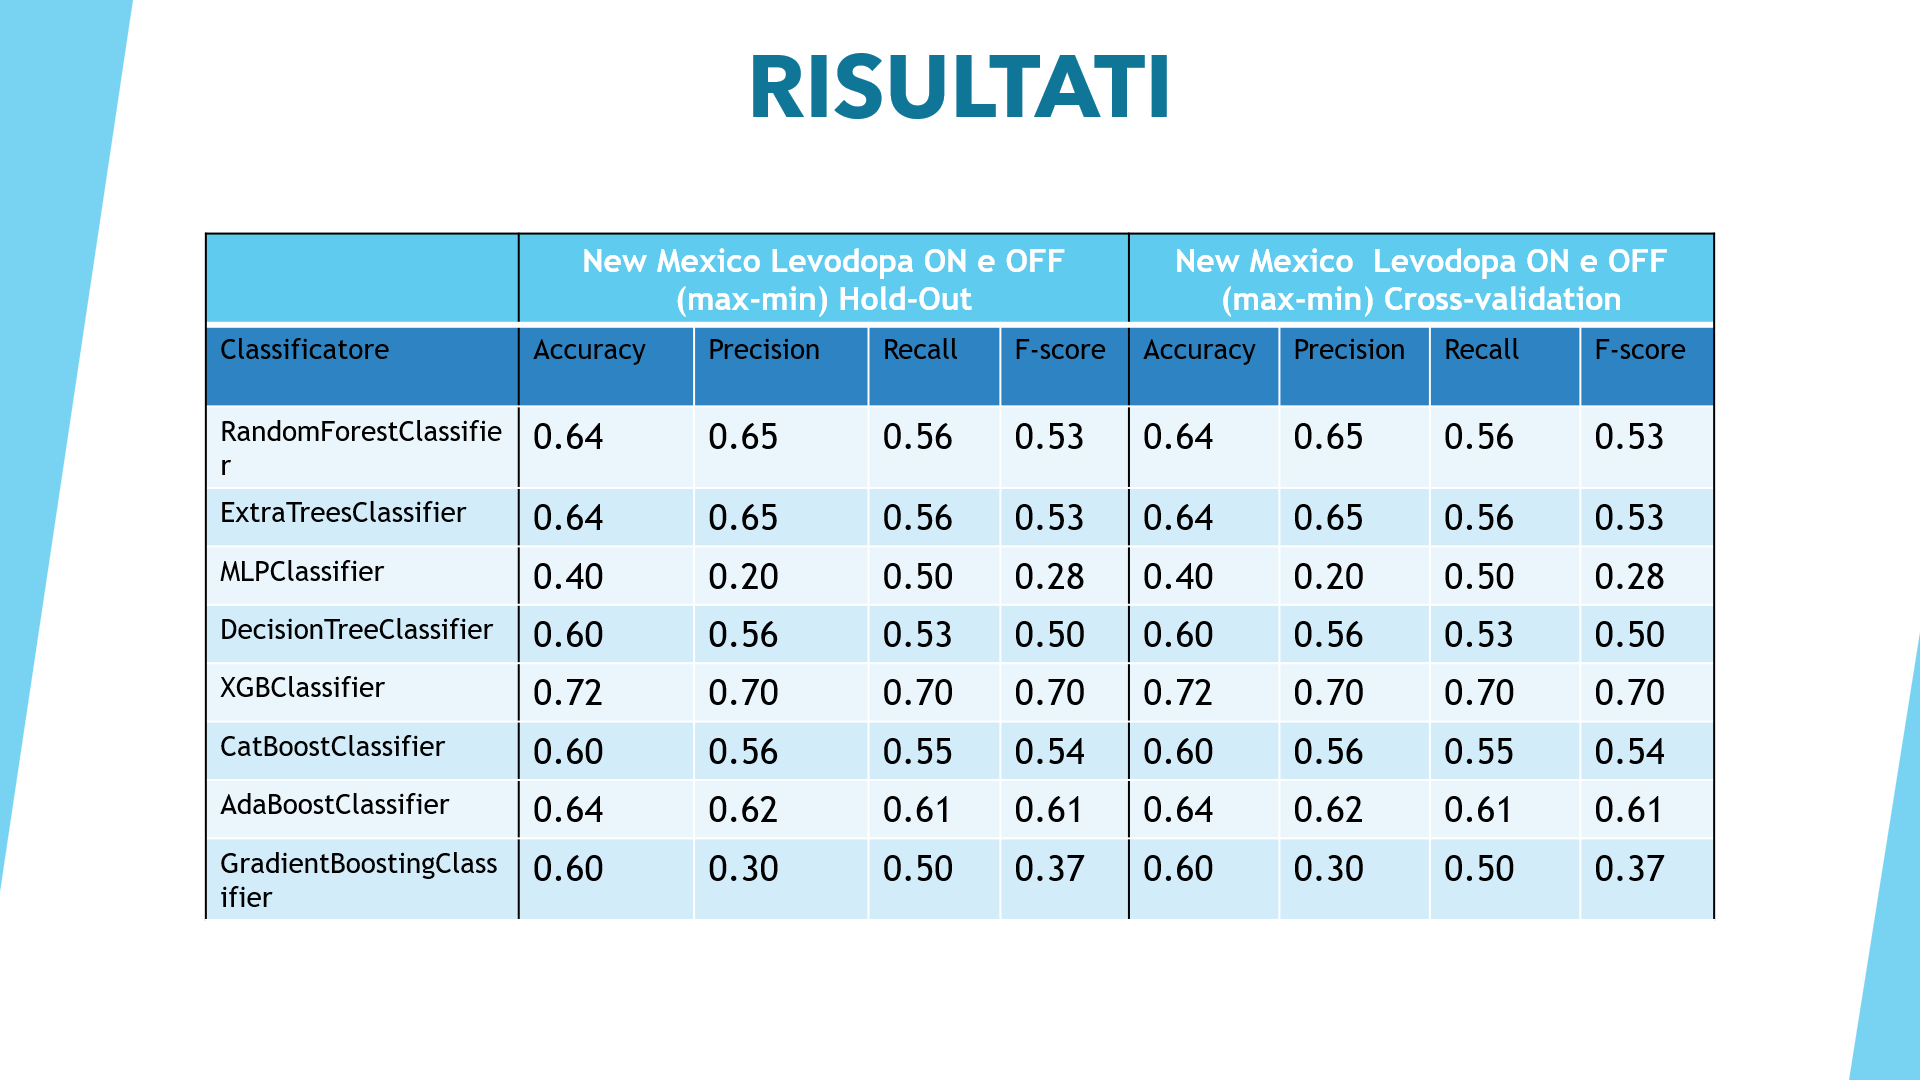 RISULTATI
New Mexico Levodopa ON e OFF
(max-min) Hold-Out
New Mexico  Levodopa ON e OFF
(max-min) Cross-validation
Classificatore Accuracy Precision Recall F-score Accuracy Precision Recall F-score
RandomForestClassifie
r 0.64 0.65 0.56 0.53 0.64 0.65 0.56 0.53
ExtraTreesClassifier 0.64 0.65 0.56 0.53 0.64 0.65 0.56 0.53
MLPClassifier 0.40 0.20 0.50 0.28 0.40 0.20 0.50 0.28
DecisionTreeClassifier 0.60 0.56 0.53 0.50 0.60 0.56 0.53 0.50
XGBClassifier 0.72 0.70 0.70 0.70 0.72 0.70 0.70 0.70
CatBoostClassifier 0.60 0.56 0.55 0.54 0.60 0.56 0.55 0.54
AdaBoostClassifier 0.64 0.62 0.61 0.61 0.64 0.62 0.61 0.61
GradientBoostingClass
ifier 0.60 0.30 0.50 0.37 0.60 0.30 0.50 0.37